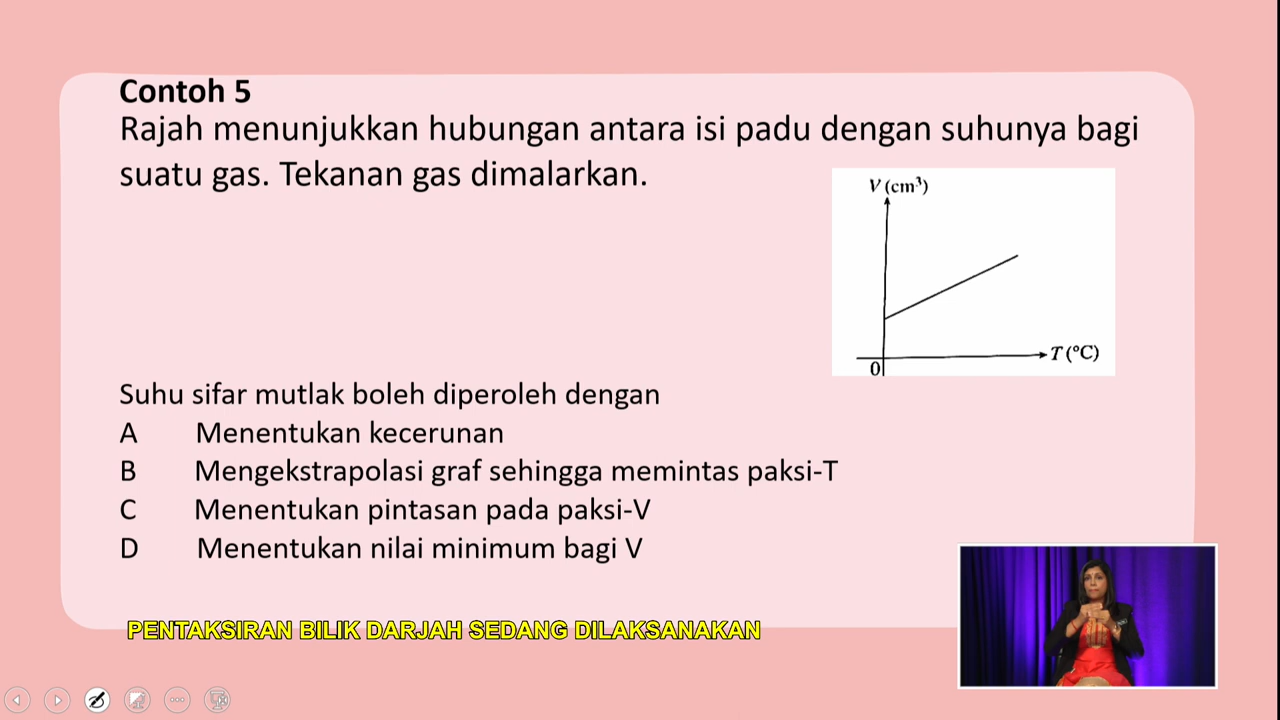 Contoh 5
Rajah menunjukkan hubungan antara isi padu dengan suhunya bagi
suatu gas. Tekanan gas dimalarkan.
V (cm³)
T (°C)
0
Suhu sifar mutlak boleh diperoleh dengan
A Menentukan kecerunan
B Mengekstrapolasi graf sehingga memintas paksi-T
C Menentukan pintasan pada paksi-V
D Menentukan nilai minimum bagi V
PENTAKSIRAN BILIK DARJAH SEDANG DILAKSANAKAN